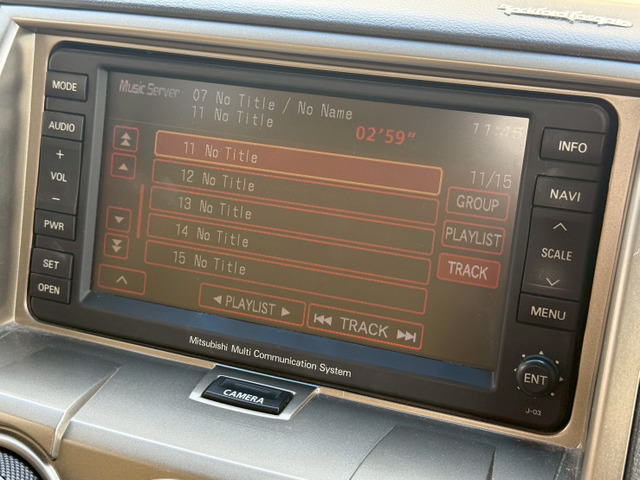 Rockford Fosgate
MODE
AUDIO
+
VOL
−
PWR
SET
OPEN
Music Server
07 No Title / No Name
11 No Title
02'59"
11 No Title
12 No Title
13 No Title
14 No Title
15 No Title
11/15
GROUP
PLAYLIST
TRACK
◀ PLAYLIST ▶
⏮ TRACK ⏭
INFO
NAVI
SCALE
MENU
ENT
J-03
Mitsubishi Multi Communication System
CAMERA